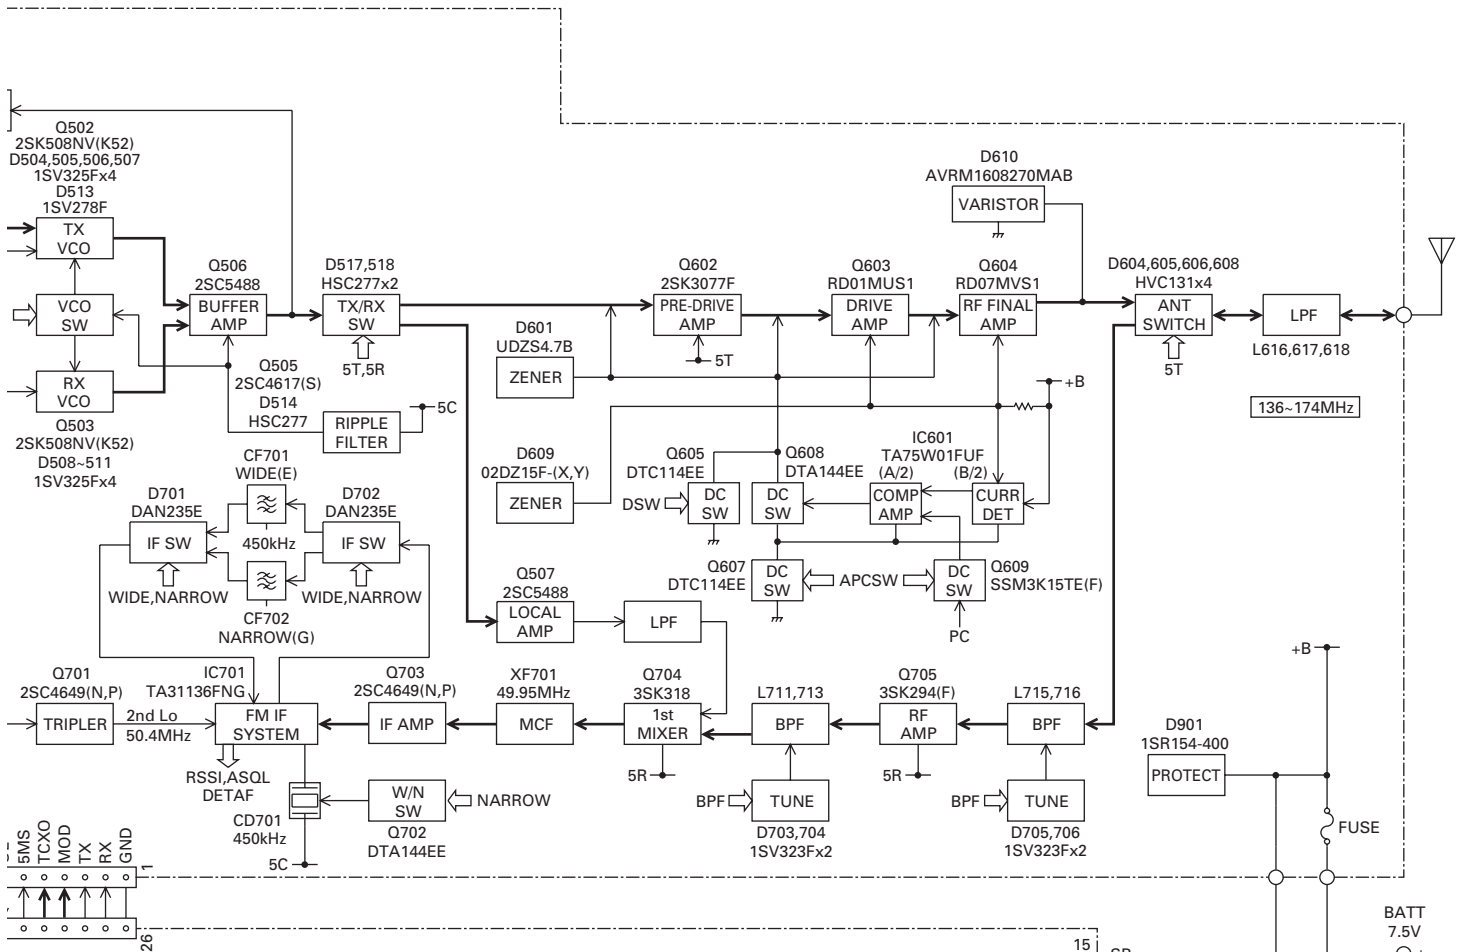 Q502
2SK508NV(K52)
D504,505,506,507
1SV325Fx4
D513
1SV278F
TX
VCO
VCO
SW
RX
VCO
Q503
2SK508NV(K52)
D508~511
1SV325Fx4
Q506
2SC5488
BUFFER
AMP
D517,518
HSC277x2
TX/RX
SW
5T,5R
Q505
2SC4617(S)
D514
HSC277
RIPPLE
FILTER
5C
D601
UDZS4.7B
ZENER
D609
02DZ15F-(X,Y)
ZENER
Q602
2SK3077F
PRE-DRIVE
AMP
5T
Q603
RD01MUS1
DRIVE
AMP
Q604
RD07MVS1
RF FINAL
AMP
D610
AVRM1608270MAB
VARISTOR
D604,605,606,608
HVC131x4
ANT
SWITCH
5T
LPF
L616,617,618
136~174MHz
+B
Q605
DTC114EE
DSW
DC
SW
Q608
DTA144EE
DC
SW
IC601
TA75W01FUF
(A/2)
(B/2)
COMP
AMP
CURR
DET
Q607
DTC114EE
DC
SW
APCSW
DC
SW
Q609
SSM3K15TE(F)
PC
CF701
WIDE(E)
450kHz
D701
DAN235E
IF SW
WIDE,NARROW
D702
DAN235E
IF SW
WIDE,NARROW
CF702
NARROW(G)
Q507
2SC5488
LOCAL
AMP
LPF
Q701
2SC4649(N,P)
TRIPLER
2nd Lo
50.4MHz
IC701
TA31136FNG
FM IF
SYSTEM
RSSI,ASQL
DETAF
Q703
2SC4649(N,P)
IF AMP
XF701
49.95MHz
MCF
Q704
3SK318
1st
MIXER
5R
L711,713
BPF
Q705
3SK294(F)
RF
AMP
5R
L715,716
BPF
CD701
450kHz
5C
W/N
SW
NARROW
Q702
DTA144EE
BPF
TUNE
D703,704
1SV323Fx2
BPF
TUNE
D705,706
1SV323Fx2
D901
1SR154-400
PROTECT
+B
FUSE
5MS
TCXO
MOD
TX
RX
GND
1
26
15
BATT
7.5V